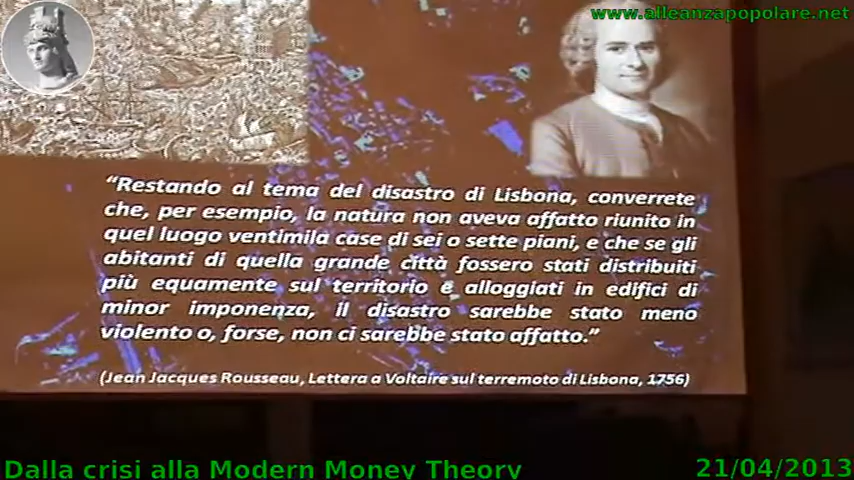 www.alleanzapopolare.net
“Restando al tema del disastro di Lisbona, converrete
che, per esempio, la natura non aveva affatto riunito in
quel luogo ventimila case di sei o sette piani, e che se gli
abitanti di quella grande città fossero stati distribuiti
più equamente sul territorio e alloggiati in edifici di
minor imponenza, il disastro sarebbe stato meno
violento o, forse, non ci sarebbe stato affatto.”
(Jean Jacques Rousseau, Lettera a Voltaire sul terremoto di Lisbona, 1756)
Dalla crisi alla Modern Money Theory
21/04/2013